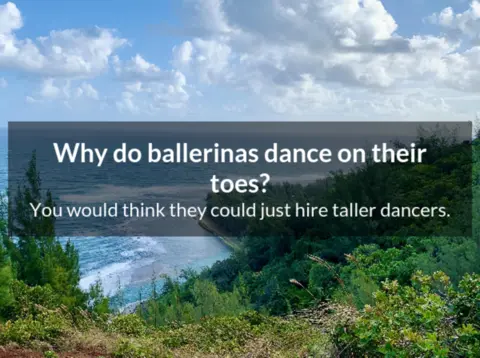 Why do ballerinas dance on their
toes?
You would think they could just hire taller dancers.